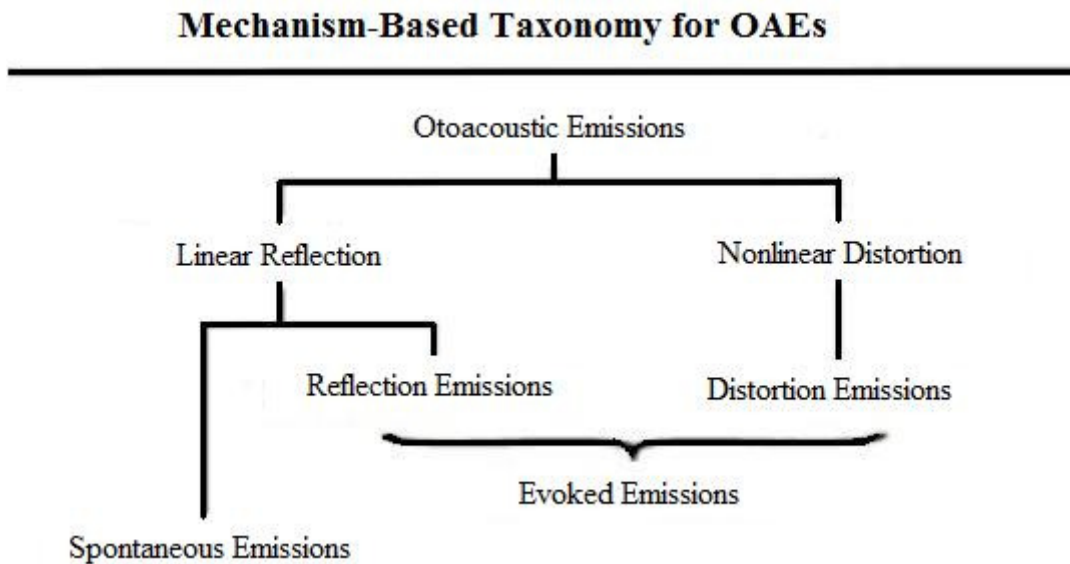 Mechanism-Based Taxonomy for OAEs
Otoacoustic Emissions
Linear Reflection
Nonlinear Distortion
Reflection Emissions
Distortion Emissions
Evoked Emissions
Spontaneous Emissions